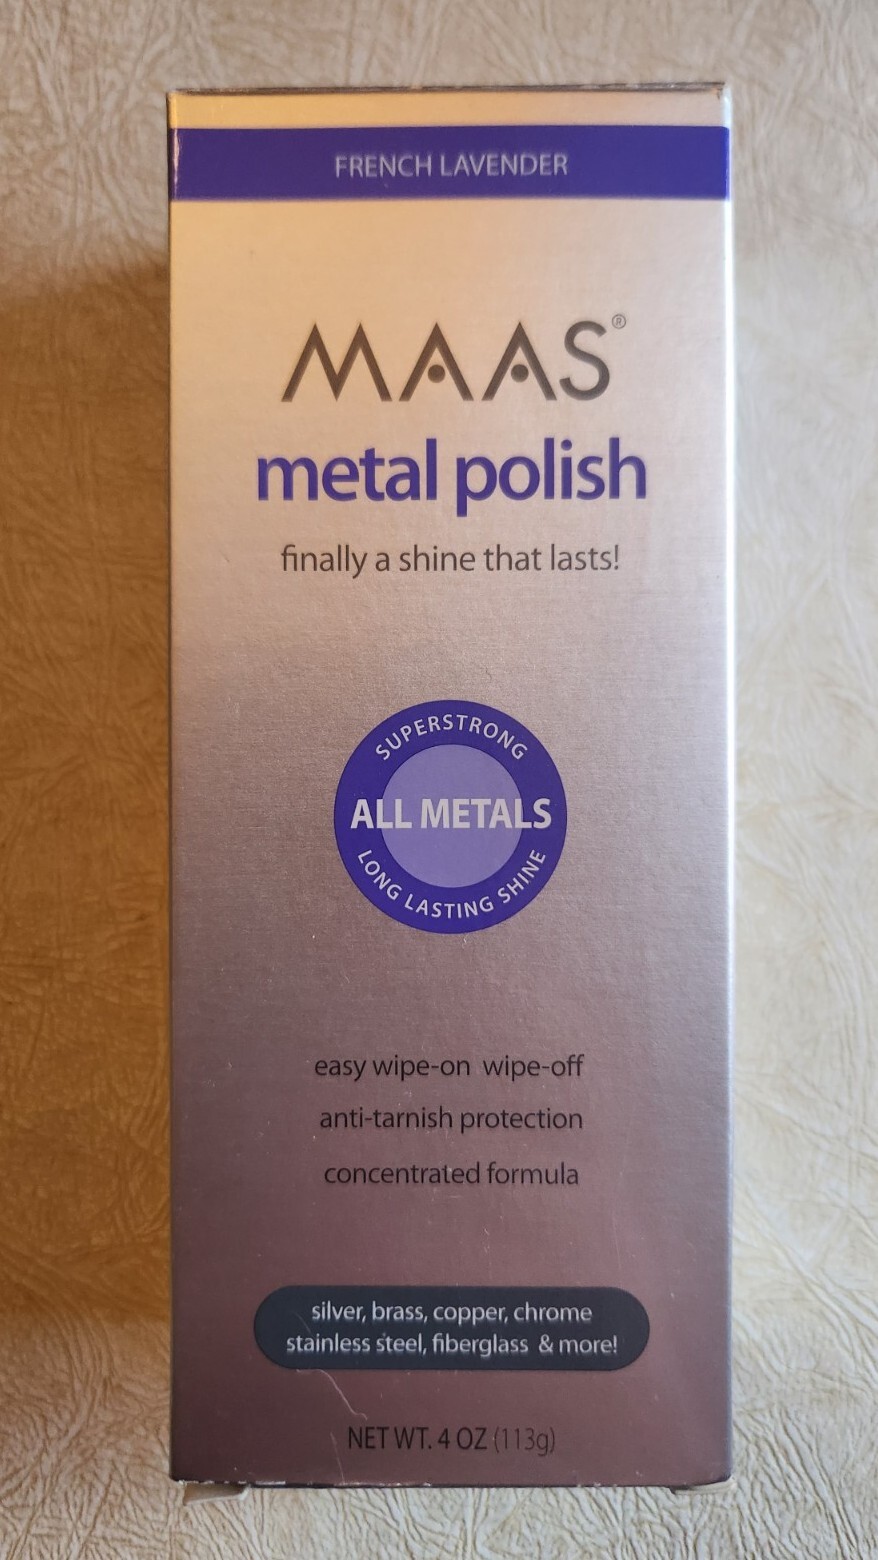 FRENCH LAVENDER
MAAS®
metal polish
finally a shine that lasts!
SUPERSTRONG
ALL METALS
LONG LASTING SHINE
easy wipe-on wipe-off
anti-tarnish protection
concentrated formula
silver, brass, copper, chrome
stainless steel, fiberglass & more!
NET WT. 4 OZ (113g)